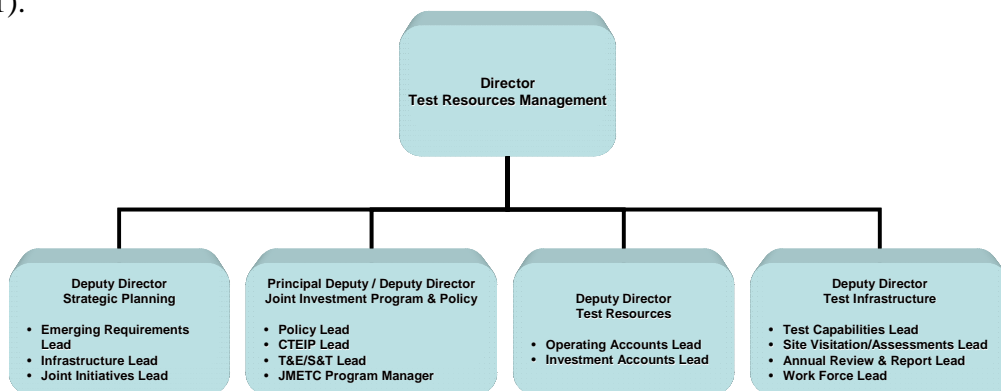 1).
Director
Test Resources Management
Deputy Director
Strategic Planning
• Emerging Requirements
Lead
• Infrastructure Lead
• Joint Initiatives Lead
Principal Deputy / Deputy Director
Joint Investment Program & Policy
• Policy Lead
• CTEIP Lead
• T&E/S&T Lead
• JMETC Program Manager
Deputy Director
Test Resources
• Operating Accounts Lead
• Investment Accounts Lead
Deputy Director
Test Infrastructure
• Test Capabilities Lead
• Site Visitation/Assessments Lead
• Annual Review & Report Lead
• Work Force Lead